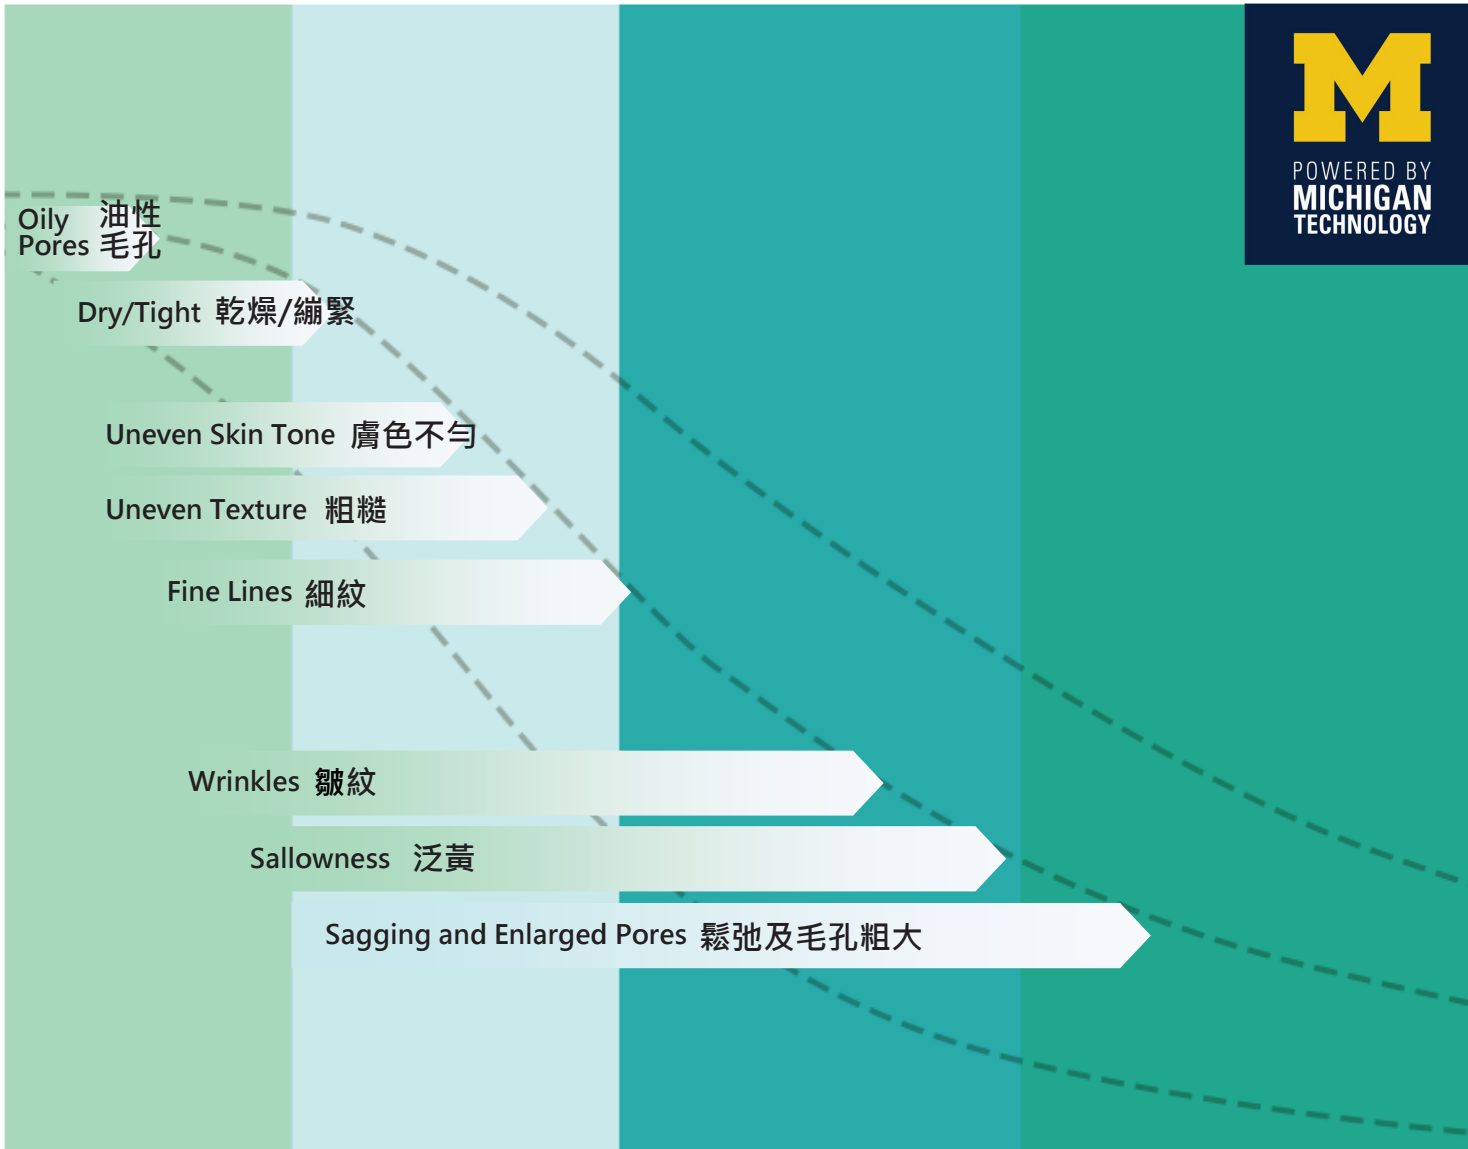 M
POWERED BY
MICHIGAN
TECHNOLOGY
Oily 油性
Pores 毛孔
Dry/Tight 乾燥/繃緊
Uneven Skin Tone 膚色不勻
Uneven Texture 粗糙
Fine Lines 細紋
Wrinkles 皺紋
Sallowness 泛黃
Sagging and Enlarged Pores 鬆弛及毛孔粗大